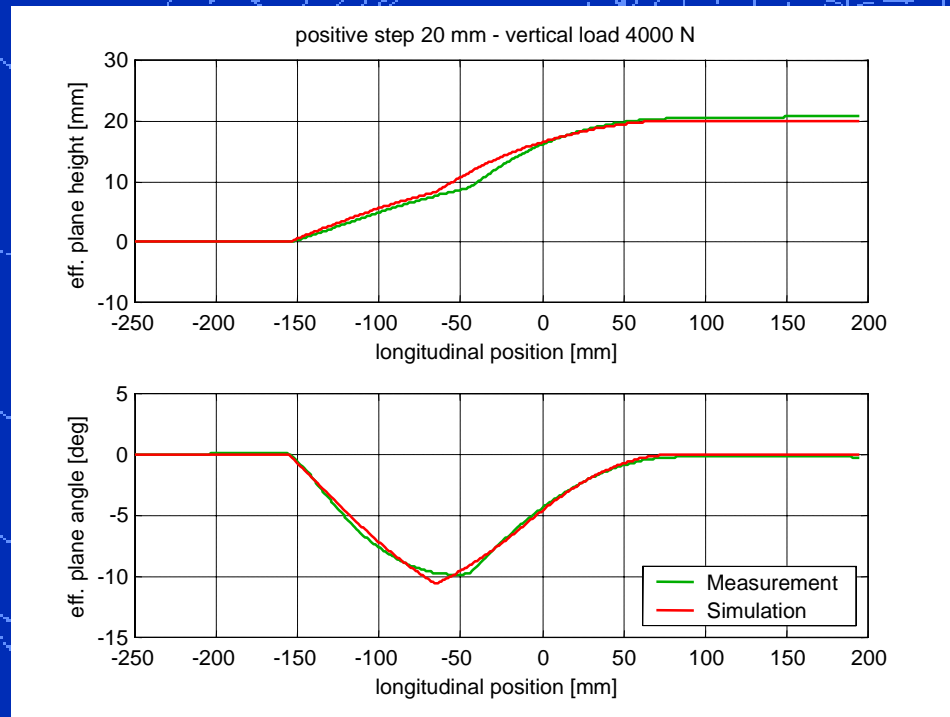 positive step 20 mm - vertical load 4000 N
eff. plane height [mm]
30
20
10
0
-10
-250 -200 -150 -100 -50 0 50 100 150 200
longitudinal position [mm]
eff. plane angle [deg]
5
0
-5
-10
-15
Measurement
Simulation
-250 -200 -150 -100 -50 0 50 100 150 200
longitudinal position [mm]